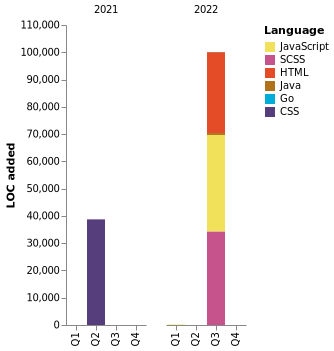 2021 2022
LOC added
110,000
100,000
90,000
80,000
70,000
60,000
50,000
40,000
30,000
20,000
10,000
0
Q1 Q2 Q3 Q4 Q1 Q2 Q3 Q4
Language
JavaScript
SCSS
HTML
Java
Go
CSS